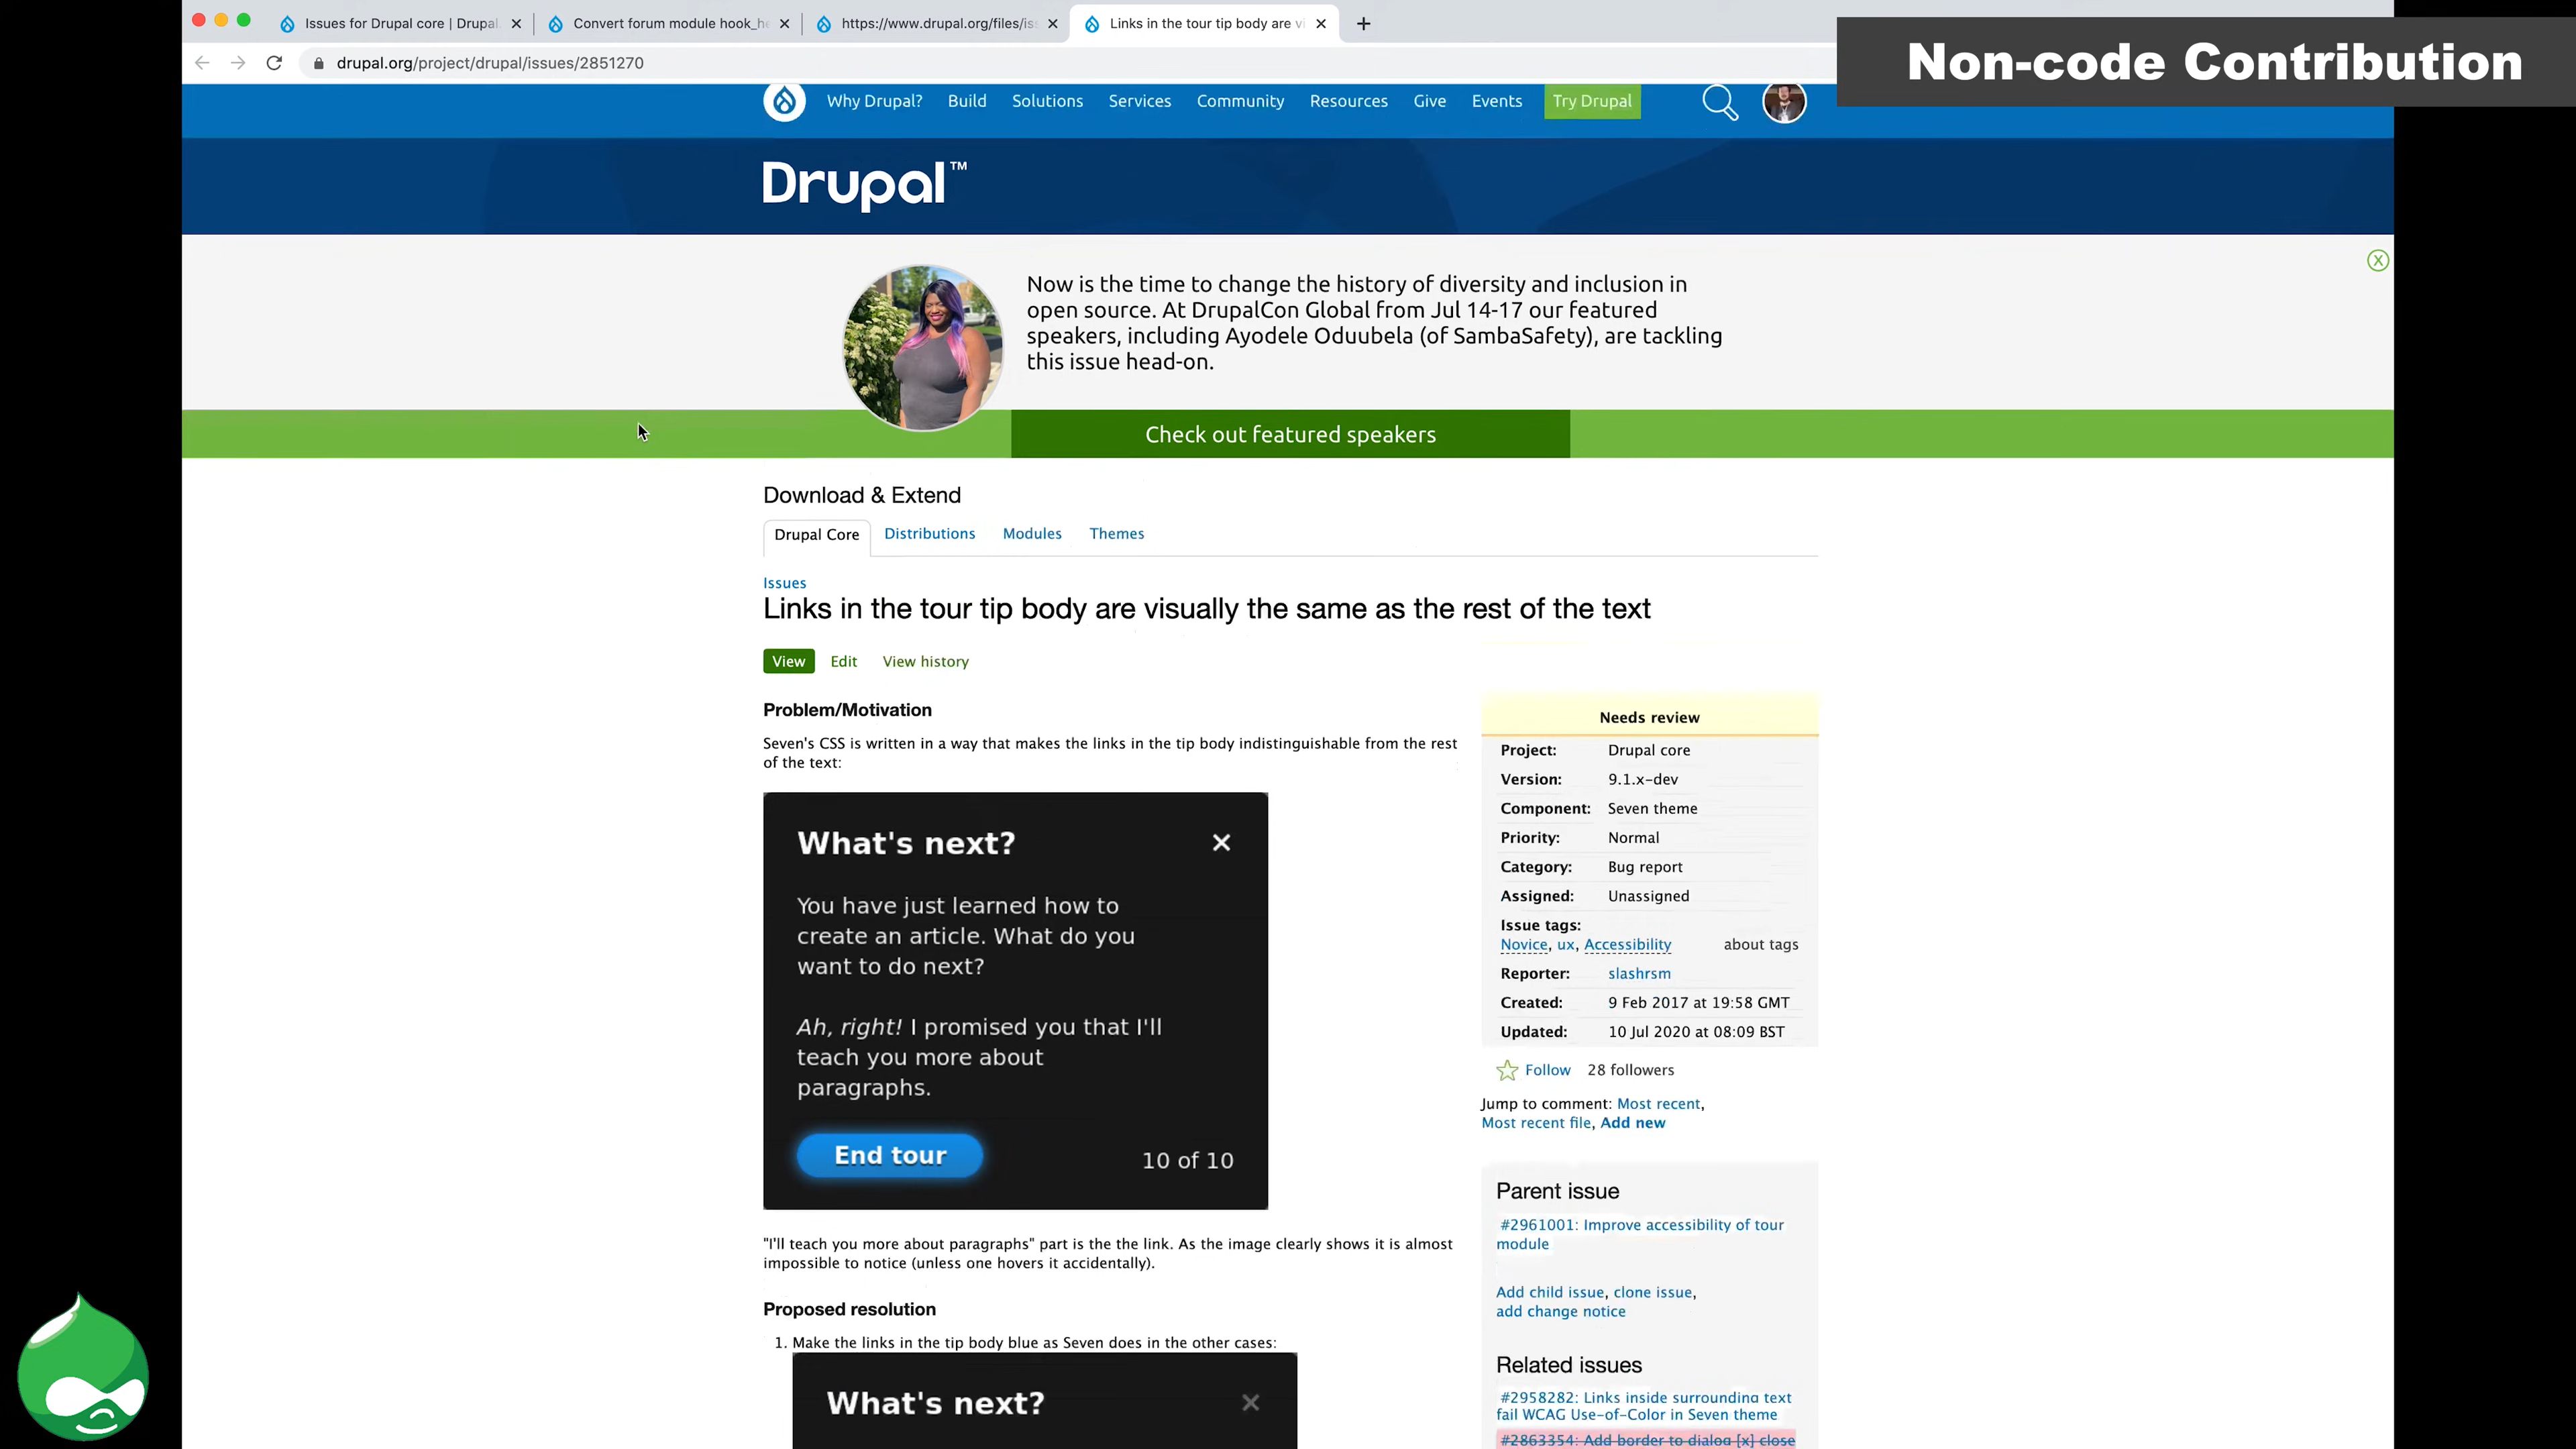 Issues for Drupal core | Drupal
Convert forum module hook_he
https://www.drupal.org/files/is
Links in the tour tip body are vi
drupal.org/project/drupal/issues/2851270
Non-code Contribution
Why Drupal?
Build
Solutions
Services
Community
Resources
Give
Events
Try Drupal
Drupal™
Now is the time to change the history of diversity and inclusion in
open source. At DrupalCon Global from Jul 14-17 our featured
speakers, including Ayodele Oduubela (of SambaSafety), are tackling
this issue head-on.
Check out featured speakers
Download & Extend
Drupal Core
Distributions
Modules
Themes
Issues
Links in the tour tip body are visually the same as the rest of the text
View
Edit
View history
Problem/Motivation
Seven's CSS is written in a way that makes the links in the tip body indistinguishable from the rest
of the text:
What's next?
You have just learned how to
create an article. What do you
want to do next?
Ah, right! I promised you that I'll
teach you more about
paragraphs.
End tour
10 of 10
"I'll teach you more about paragraphs" part is the the link. As the image clearly shows it is almost
impossible to notice (unless one hovers it accidentally).
Proposed resolution
1. Make the links in the tip body blue as Seven does in the other cases:
What's next?
Needs review
Project: Drupal core
Version: 9.1.x-dev
Component: Seven theme
Priority: Normal
Category: Bug report
Assigned: Unassigned
Issue tags:
Novice, ux, Accessibility about tags
Reporter: slashrsm
Created: 9 Feb 2017 at 19:58 GMT
Updated: 10 Jul 2020 at 08:09 BST
Follow 28 followers
Jump to comment: Most recent,
Most recent file, Add new
Parent issue
#2961001: Improve accessibility of tour
module
Add child issue, clone issue,
add change notice
Related issues
#2958282: Links inside surrounding text
fail WCAG Use-of-Color in Seven theme
#2863354: Add border to dialog [x] close